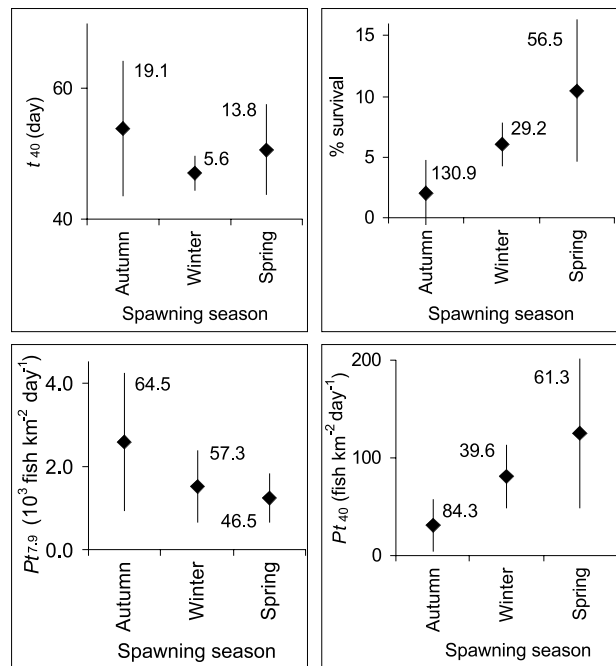 t 40 (day)
60
40
19.1
5.6
13.8
Autumn
Winter
Spring
Spawning season
% survival
15
10
5
0
130.9
29.2
56.5
Autumn
Winter
Spring
Spawning season
Pt7.9 (10³ fish km⁻² day⁻¹)
4.0
2.0
0.0
64.5
57.3
46.5
Autumn
Winter
Spring
Spawning season
Pt 40 (fish km⁻² day⁻¹)
200
100
0
84.3
39.6
61.3
Autumn
Winter
Spring
Spawning season